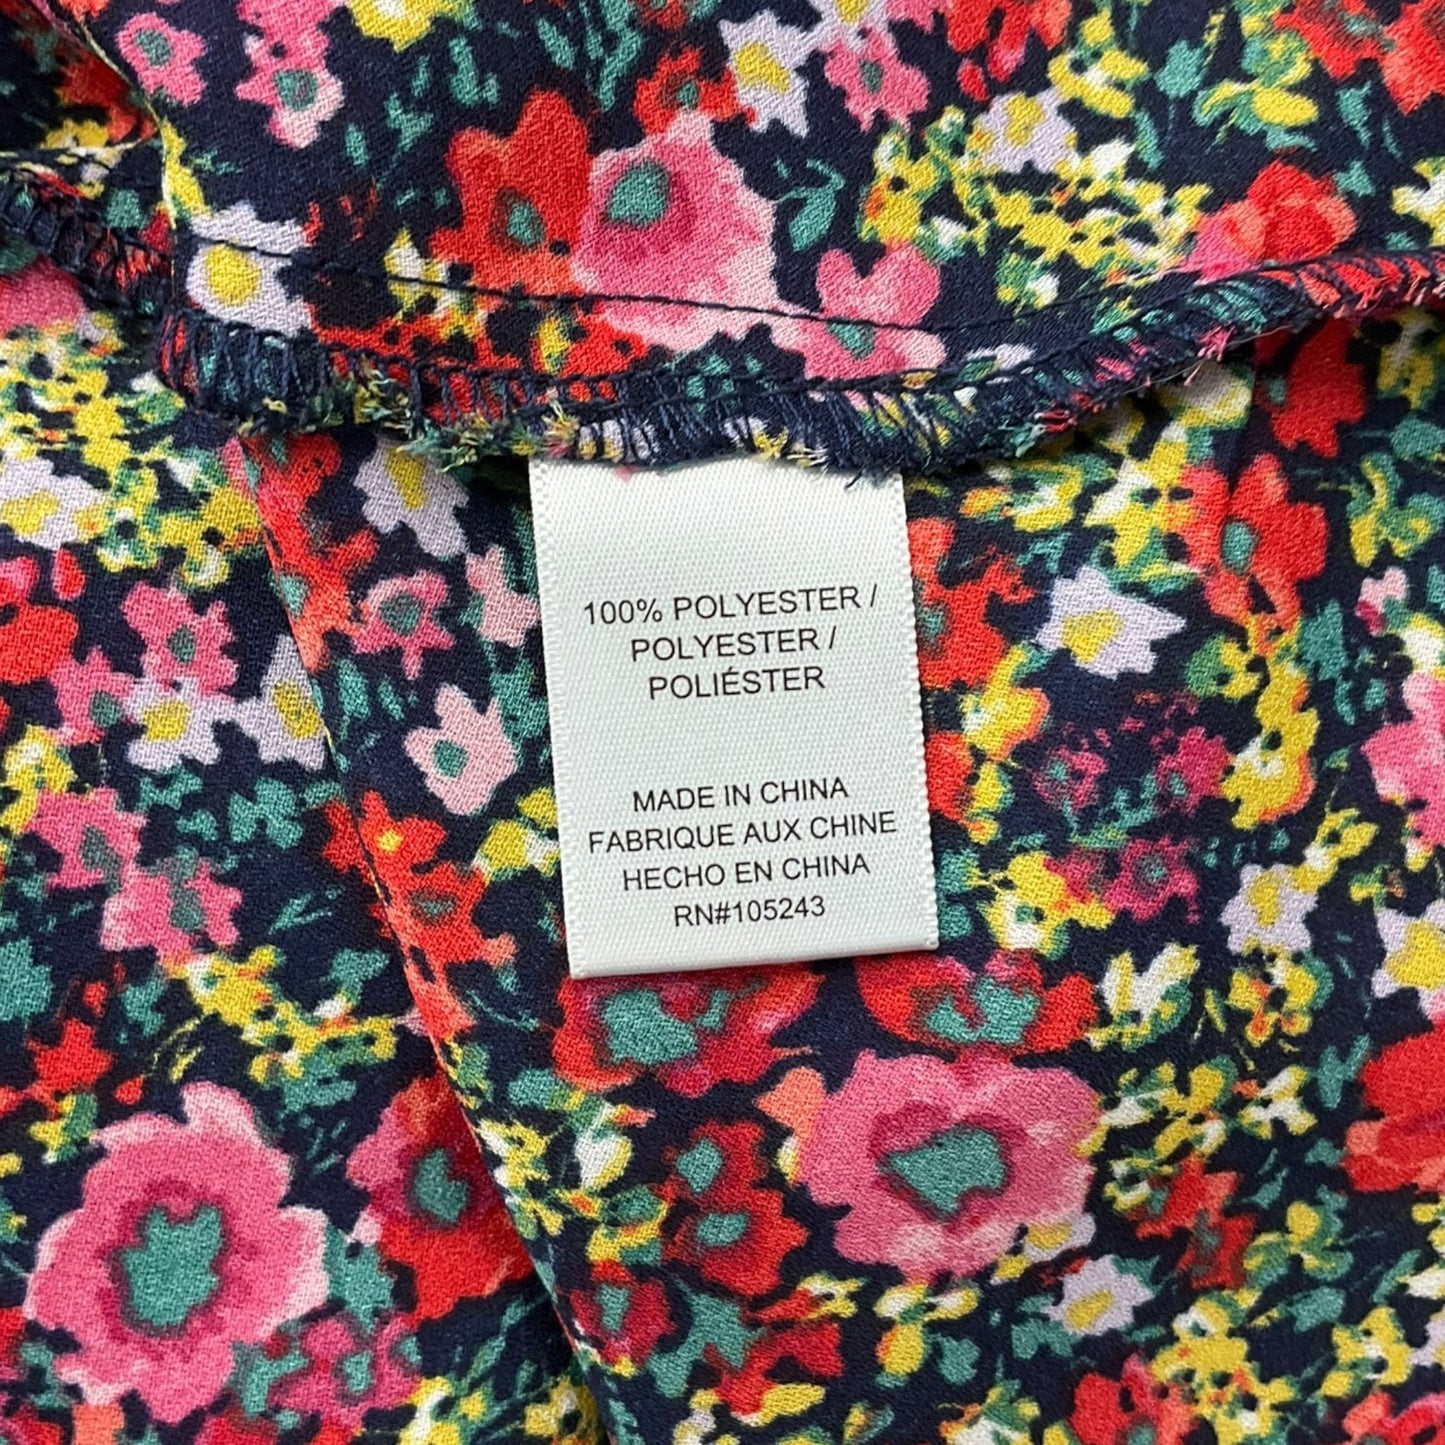 100% POLYESTER /
POLYESTER /
POLIÉSTER
MADE IN CHINA
FABRIQUE AUX CHINE
HECHO EN CHINA
RN#105243